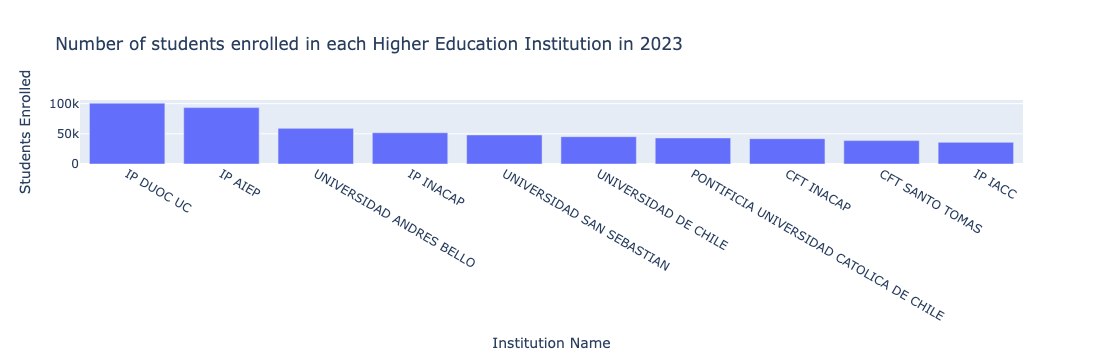 Number of students enrolled in each Higher Education Institution in 2023
Students Enrolled
100k
50k
0
IP DUOC UC
IP AIEP
UNIVERSIDAD ANDRES BELLO
IP INACAP
UNIVERSIDAD SAN SEBASTIAN
UNIVERSIDAD DE CHILE
PONTIFICIA UNIVERSIDAD CATOLICA DE CHILE
CFT INACAP
CFT SANTO TOMAS
IP IACC
Institution Name